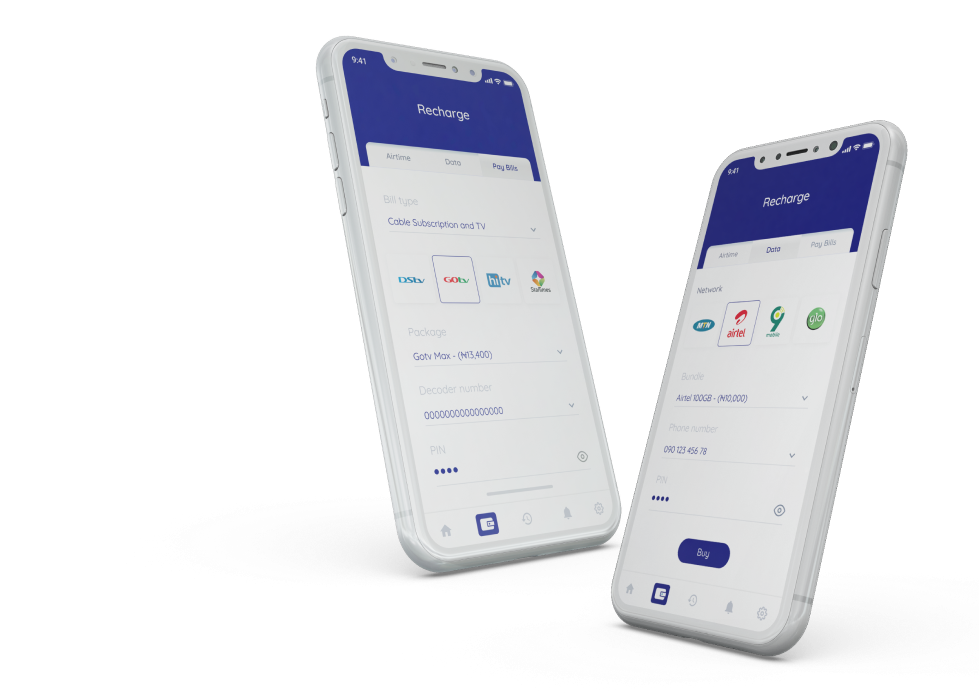 9:41
Recharge
Airtime Data Pay Bills
Bill type
Cable Subscription and TV
DStv GOtv hitv StarTimes
Package
Gotv Max - (₦13,400)
Decoder number
0000000000000000
PIN
9:41
Recharge
Airtime Data Pay Bills
Network
MTN airtel 9 mobile glo
Bundle
Airtel 100GB - (₦10,000)
Phone number
090 123 456 78
PIN
Buy